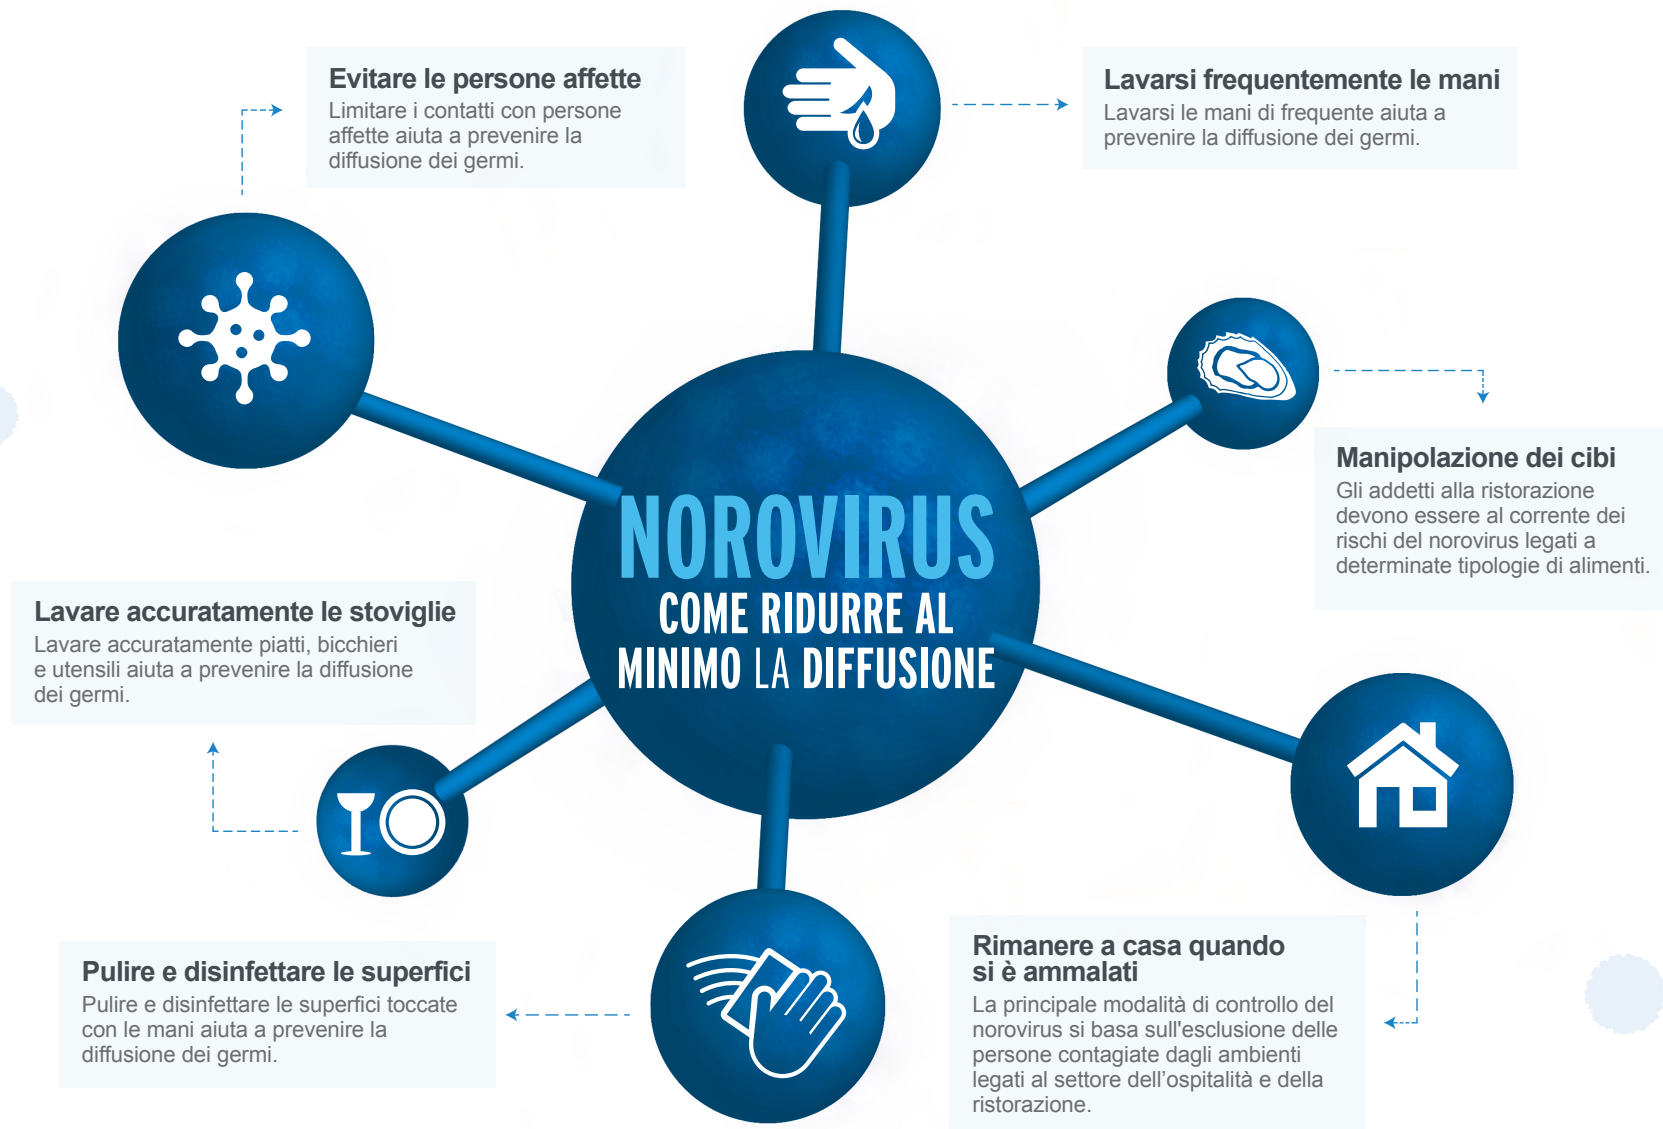 Evitare le persone affette
Limitare i contatti con persone
affette aiuta a prevenire la
diffusione dei germi.
Lavarsi frequentemente le mani
Lavarsi le mani di frequente aiuta a
prevenire la diffusione dei germi.
Manipolazione dei cibi
Gli addetti alla ristorazione
devono essere al corrente dei
rischi del norovirus legati a
determinate tipologie di alimenti.
NOROVIRUS
COME RIDURRE AL
MINIMO LA DIFFUSIONE
Lavare accuratamente le stoviglie
Lavare accuratamente piatti, bicchieri
e utensili aiuta a prevenire la diffusione
dei germi.
Pulire e disinfettare le superfici
Pulire e disinfettare le superfici toccate
con le mani aiuta a prevenire la
diffusione dei germi.
Rimanere a casa quando
si è ammalati
La principale modalità di controllo del
norovirus si basa sull'esclusione delle
persone contagiate dagli ambienti
legati al settore dell’ospitalità e della
ristorazione.